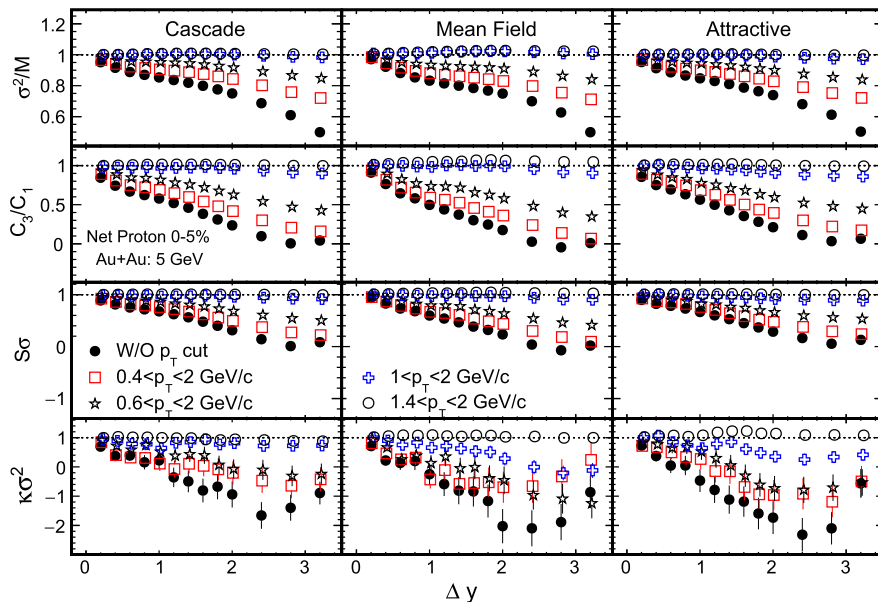 Cascade Mean Field Attractive
σ²/M
1.2
1
0.8
0.6
C₃/C₁
1
0.5
0
Net Proton 0-5%
Au+Au: 5 GeV
Sσ
1
0
−1
W/O p_T cut
0.4<p_T<2 GeV/c
0.6<p_T<2 GeV/c
1<p_T<2 GeV/c
1.4<p_T<2 GeV/c
κσ²
1
0
-1
-2
0 1 2 3 0 1 2 3 0 1 2 3
Δ y